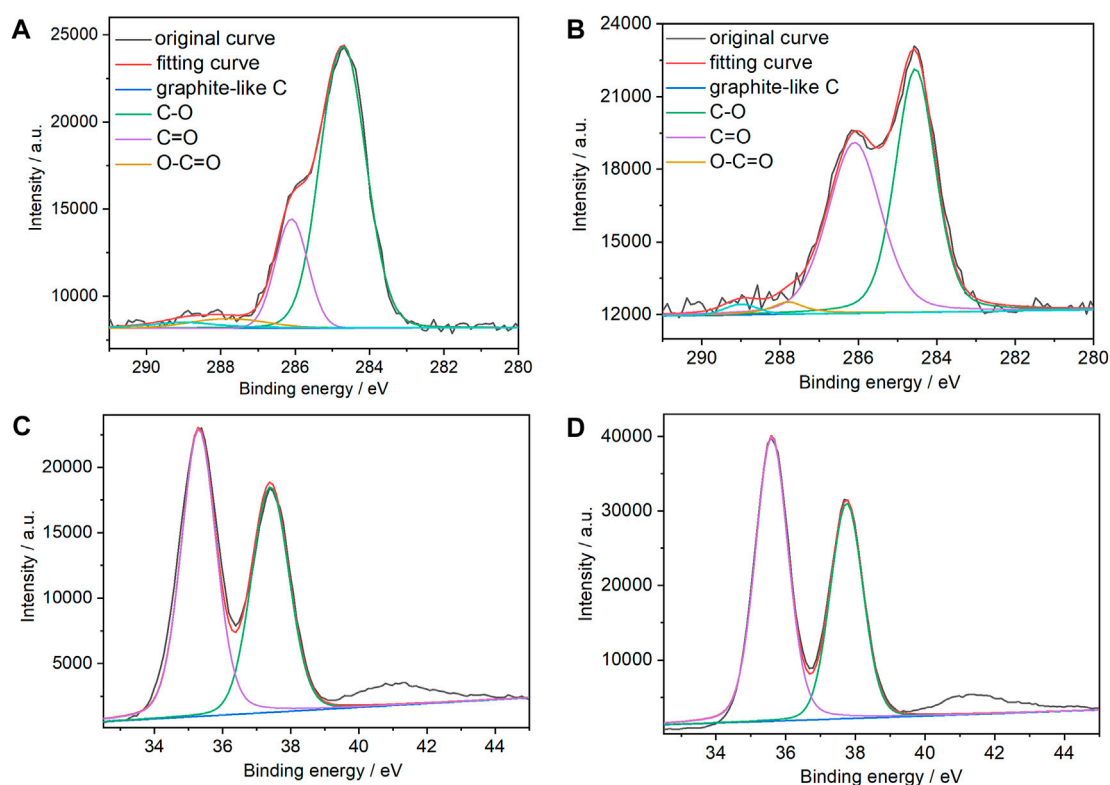 A
original curve
fitting curve
graphite-like C
C-O
C=O
O-C=O
Intensity / a.u.
25000
20000
15000
10000
290 288 286 284 282 280
Binding energy / eV
B
original curve
fitting curve
graphite-like C
C-O
C=O
O-C=O
Intensity / a.u.
24000
21000
18000
15000
12000
290 288 286 284 282 280
Binding energy / eV
C
Intensity / a.u.
20000
15000
10000
5000
34 36 38 40 42 44
Binding energy / eV
D
Intensity / a.u.
40000
30000
20000
10000
34 36 38 40 42 44
Binding energy / eV